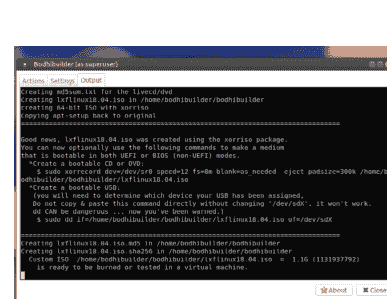 Bodhibuilder (as superuser)
Actions Settings Output
Creating md5sum.txt for the livecd/dvd
Creating lxflinux18.04.iso in /home/bodhibuilder/bodhibuilder
creating 64-bit ISO with xorriso
Copying apt-setup back to original
Good news, lxflinux18.04.iso was created using the xorriso package.
You can now optionally use the following commands to make a medium
that is bootable in both UEFI or BIOS (non-UEFI) modes.
*Create a bootable CD or DVD:
$ sudo xorrecord dev=/dev/sr0 speed=12 fs=8m blank=as_needed -eject padsize=300k /home/b
odhibuilder/bodhibuilder/lxflinux18.04.iso
*Create a bootable USB:
(you will need to determine which device your USB has been assigned,
Do not copy & paste this command directly without changing '/dev/sdX', it won't work.
dd CAN be dangerous ... now you've been warned.)
$ sudo dd if=/home/bodhibuilder/bodhibuilder/lxflinux18.04.iso of=/dev/sdX
Creating lxflinux18.04.iso.md5 in /home/bodhibuilder/bodhibuilder
Creating lxflinux18.04.iso.sha256 in /home/bodhibuilder/bodhibuilder
Custom ISO /home/bodhibuilder/bodhibuilder/lxflinux18.04.iso = 1.1G (1131937792)
is ready to be burned or tested in a virtual machine.
About Close